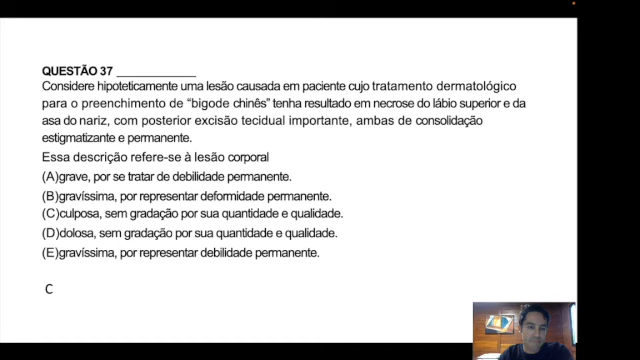 QUESTÃO 37 _____________
Considere hipoteticamente uma lesão causada em paciente cujo tratamento dermatológico
para o preenchimento de “bigode chinês” tenha resultado em necrose do lábio superior e da
asa do nariz, com posterior excisão tecidual importante, ambas de consolidação
estigmatizante e permanente.
Essa descrição refere-se à lesão corporal
(A)grave, por se tratar de debilidade permanente.
(B)gravíssima, por representar deformidade permanente.
(C)culposa, sem gradação por sua quantidade e qualidade.
(D)dolosa, sem gradação por sua quantidade e qualidade.
(E)gravíssima, por representar debilidade permanente.
C